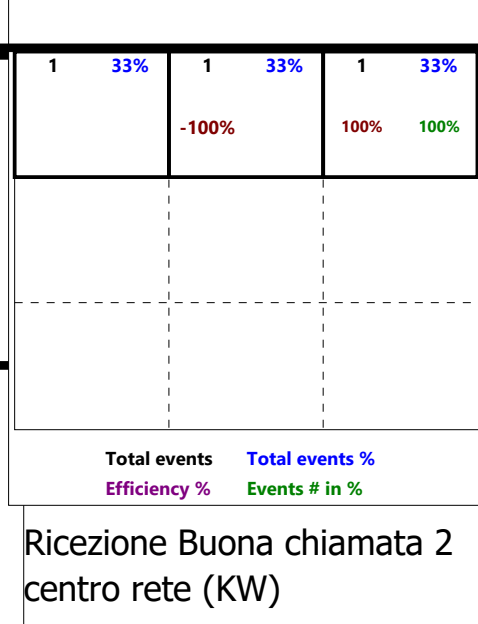 1 33% 1 33% 1 33%
-100% 100% 100%
Total events Total events %
Efficiency % Events # in %
Ricezione Buona chiamata 2
centro rete (KW)